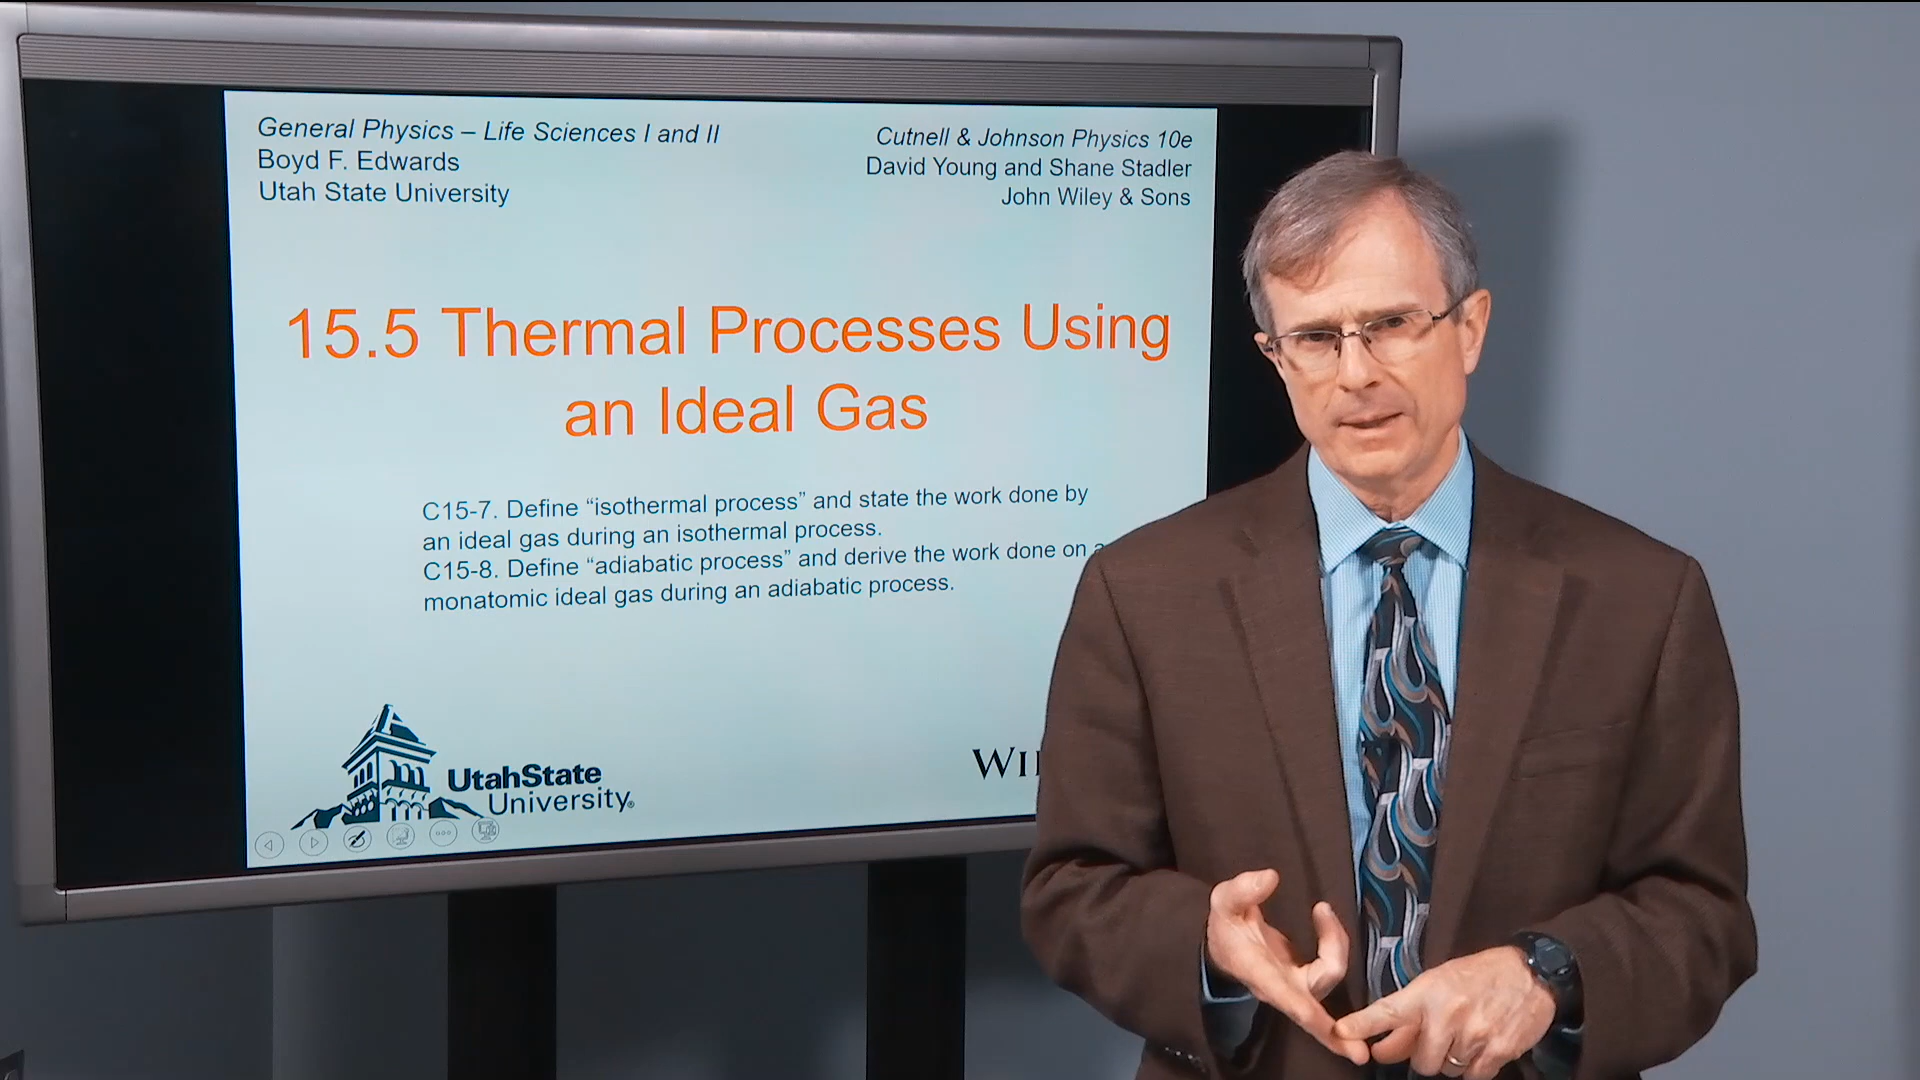 General Physics – Life Sciences I and II
Boyd F. Edwards
Utah State University
Cutnell & Johnson Physics 10e
David Young and Shane Stadler
John Wiley & Sons
15.5 Thermal Processes Using
an Ideal Gas
C15-7. Define “isothermal process” and state the work done by
an ideal gas during an isothermal process.
C15-8. Define “adiabatic process” and derive the work done on
monatomic ideal gas during an adiabatic process.
UtahState
University®